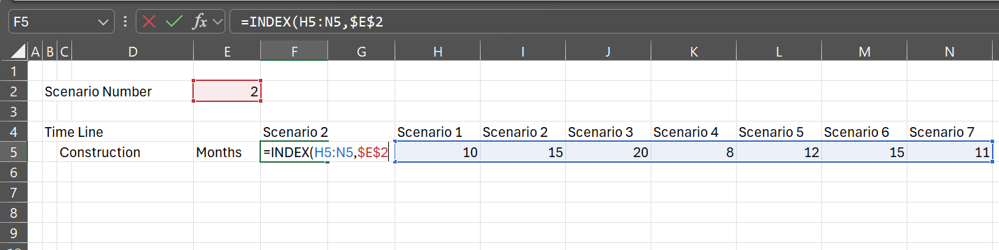 F5 fx =INDEX(H5:N5,$E$2
A B C D E F G H I J K L M N
1
2 Scenario Number 2
3
4 Time Line Scenario 2 Scenario 1 Scenario 2 Scenario 3 Scenario 4 Scenario 5 Scenario 6 Scenario 7
5 Construction Months =INDEX(H5:N5,$E$2 10 15 20 8 12 15 11
6
7
8
9